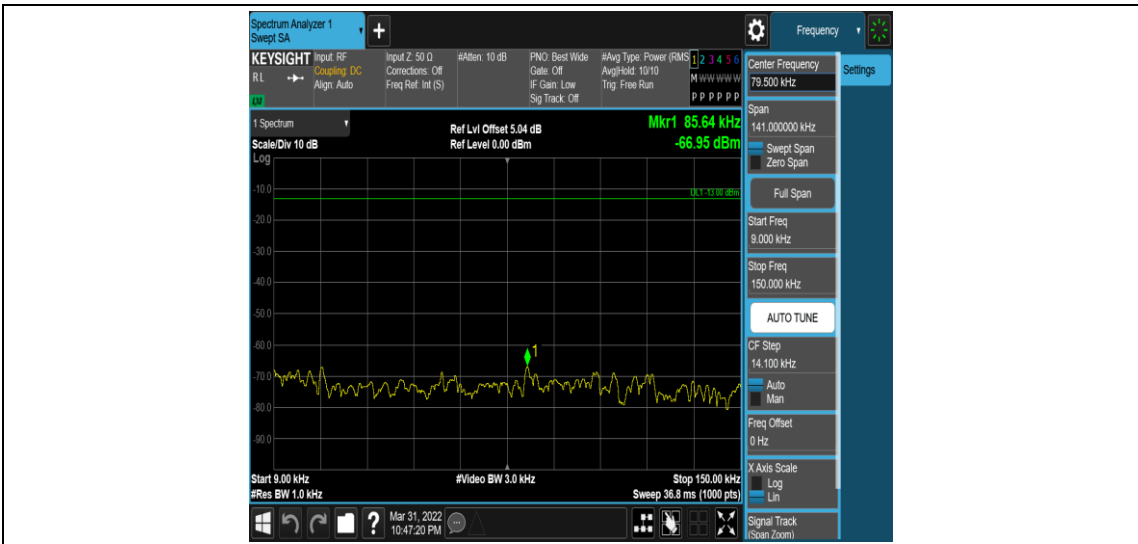 Spectrum Analyzer 1
Swept SA
+
Frequency
KEYSIGHT
RL
LXI
Input: RF
Coupling: DC
Align: Auto
Input Z: 50 Ω
Corrections: Off
Freq Ref: Int (S)
#Atten: 10 dB
PNO: Best Wide
Gate: Off
IF Gain: Low
Sig Track: Off
#Avg Type: Power (RMS
Avg|Hold: 10/10
Trig: Free Run
1 2 3 4 5 6
M W W W W W
P P P P P P
Center Frequency
79.500 kHz
Settings
Span
141.000000 kHz
Swept Span
Zero Span
Full Span
Start Freq
9.000 kHz
Stop Freq
150.000 kHz
AUTO TUNE
CF Step
14.100 kHz
Auto
Man
Freq Offset
0 Hz
X Axis Scale
Log
Lin
Signal Track
(Span Zoom)
1 Spectrum
Scale/Div 10 dB
Log
Ref Lvl Offset 5.04 dB
Ref Level 0.00 dBm
Mkr1 85.64 kHz
-66.95 dBm
DL1 -13.00 dBm
-10.0
-20.0
-30.0
-40.0
-50.0
-60.0
-70.0
-80.0
-90.0
1
Start 9.00 kHz
#Res BW 1.0 kHz
#Video BW 3.0 kHz
Stop 150.00 kHz
Sweep 36.8 ms (1000 pts)
?
Mar 31, 2022
10:47:20 PM